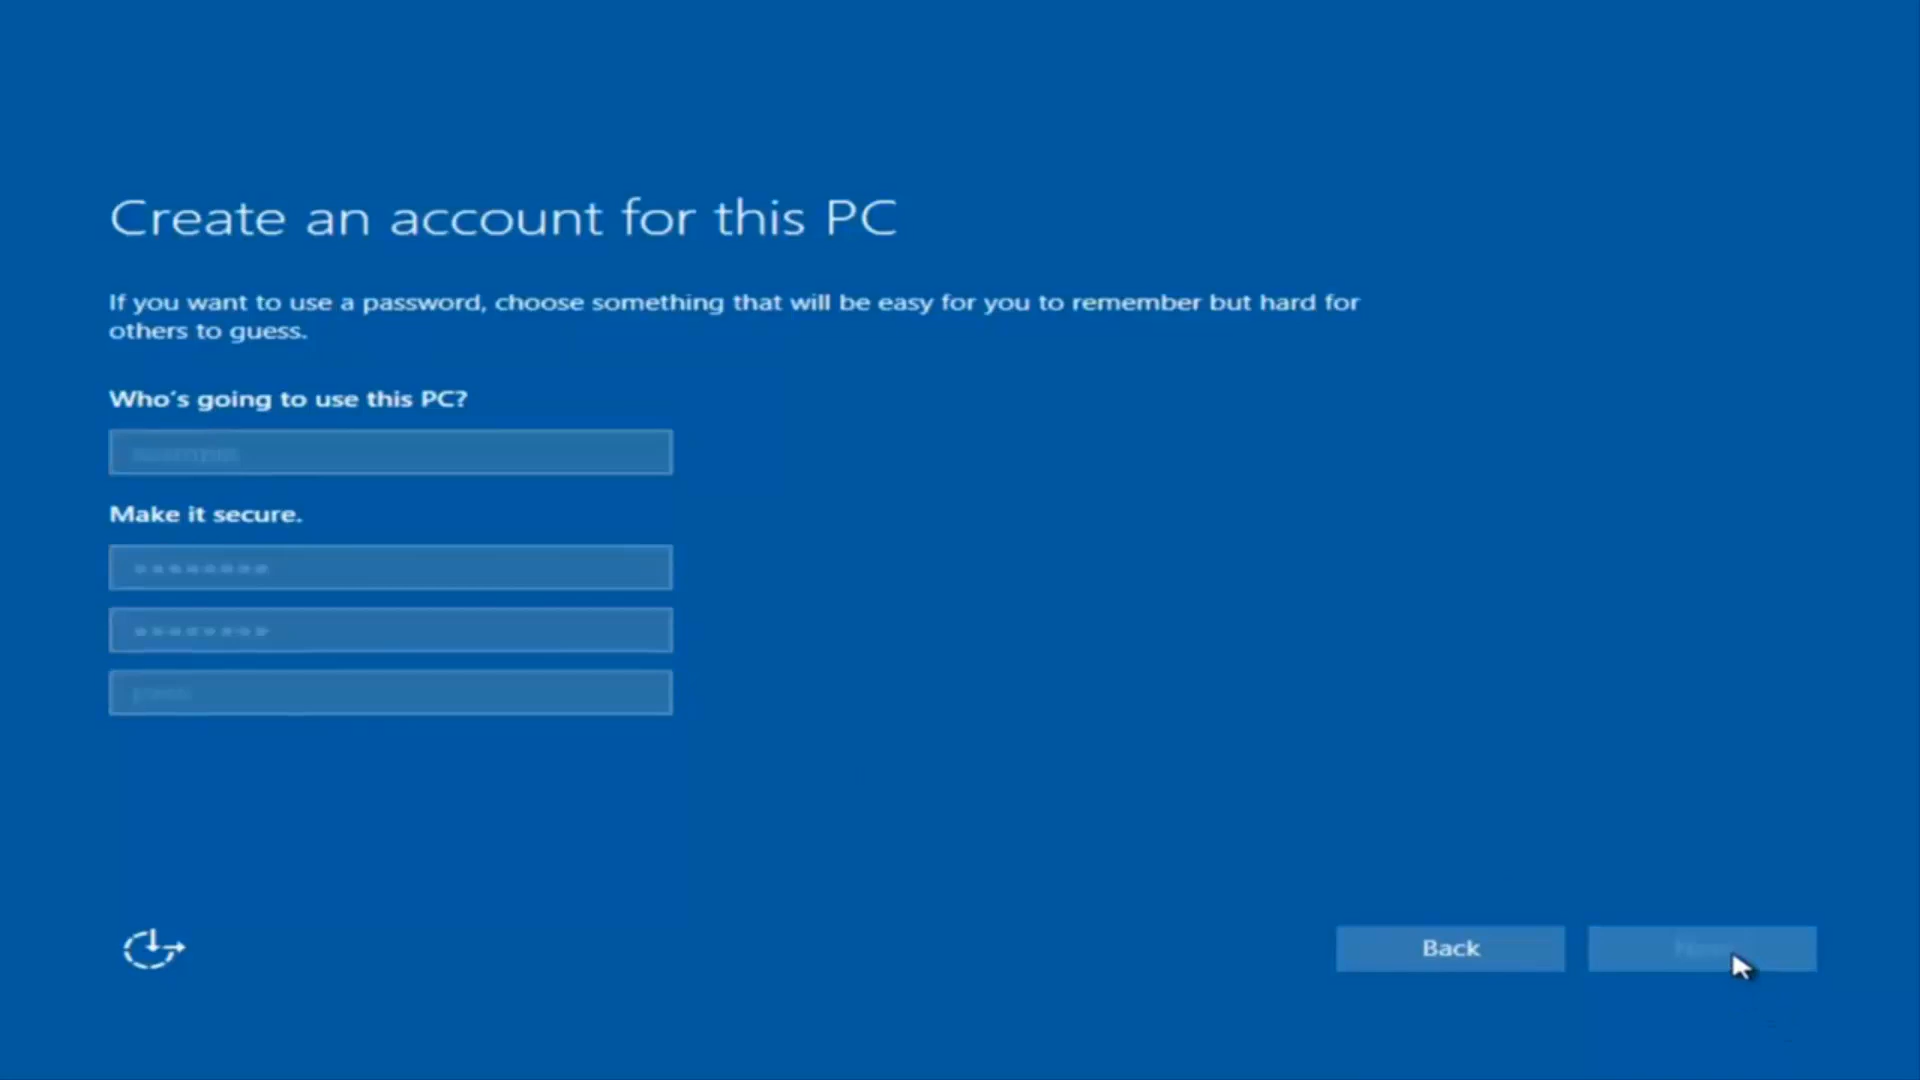 Create an account for this PC
If you want to use a password, choose something that will be easy for you to remember but hard for
others to guess.
Who's going to use this PC?
Make it secure.
Back